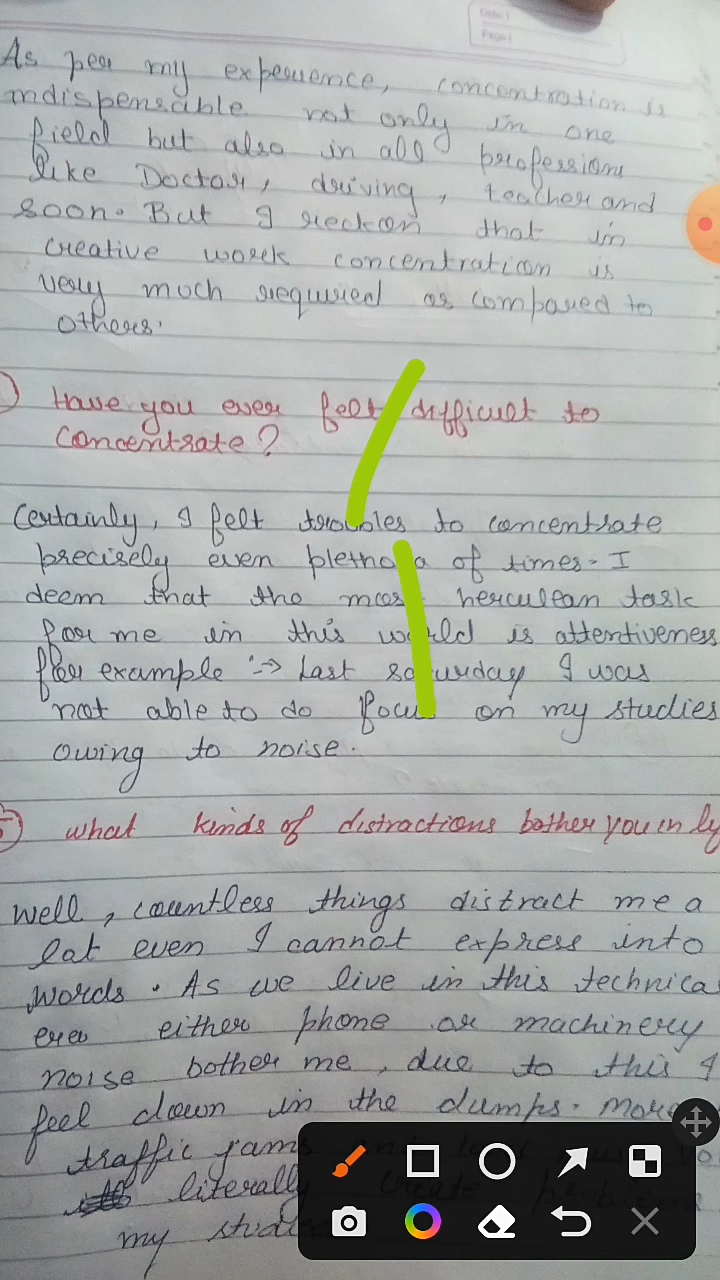 Date :
Page :
As per my experience, concentration is
indispensable not only in one
field but also in all profession
like Doctor, driving, teacher and
soon. But I reckon that in
creative work concentration is
very much required as compared to
others.
Have you ever felt difficult to
concentrate?
Certainly, I felt troubles to concentrate
precisely even plethora of times. I
deem that the most herculean task
for me in this world is attentiveness
for example :→ Last saturday I was
not able to do focus on my studies
owing to noise.
what kinds of distractions bother you in
Well, countless things distract me a
lot even I cannot express into
words. As we live in this technica
era either phone or machinery
noise bother me, due to this I
feel down in the dumps. More
traffic jams
literally create problems
my